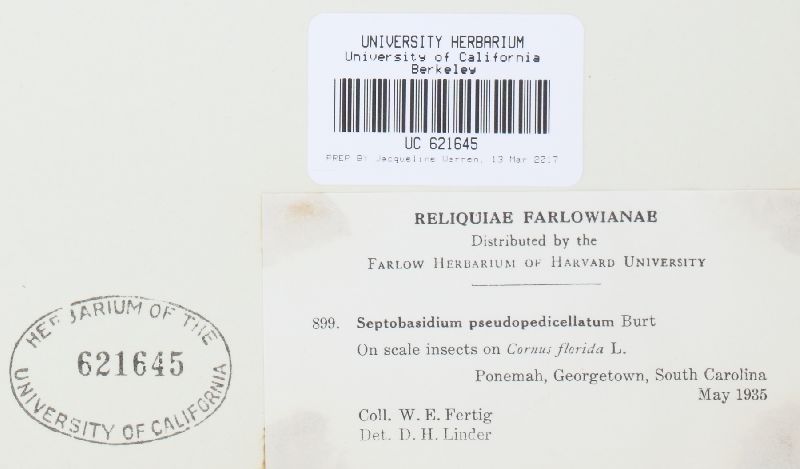 UNIVERSITY HERBARIUM
University of California
Berkeley
UC 621645
PREP BY Jacqueline Warren, 13 Mar
RELIQUIAE FARLOWIANAE
Distributed by the
FARLOW HERBARIUM OF HARVARD UNIVERSITY
899. Septobasidium pseudopedicellatum Burt
On scale insects on Cornus florida L.
Ponemah, Georgetown, South Carolina
May 1935
Coll. W. E. Fertig
Det. D. H. Linder
HERBARIUM OF THE
621645
UNIVERSITY OF CALIFORNIA